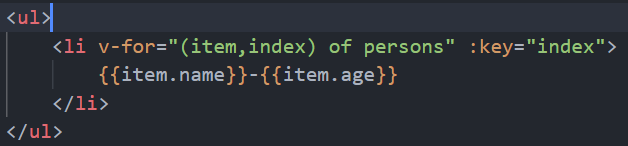 <ul>
<li v-for="(item,index) of persons" :key="index">
{{item.name}}-{{item.age}}
</li>
</ul>